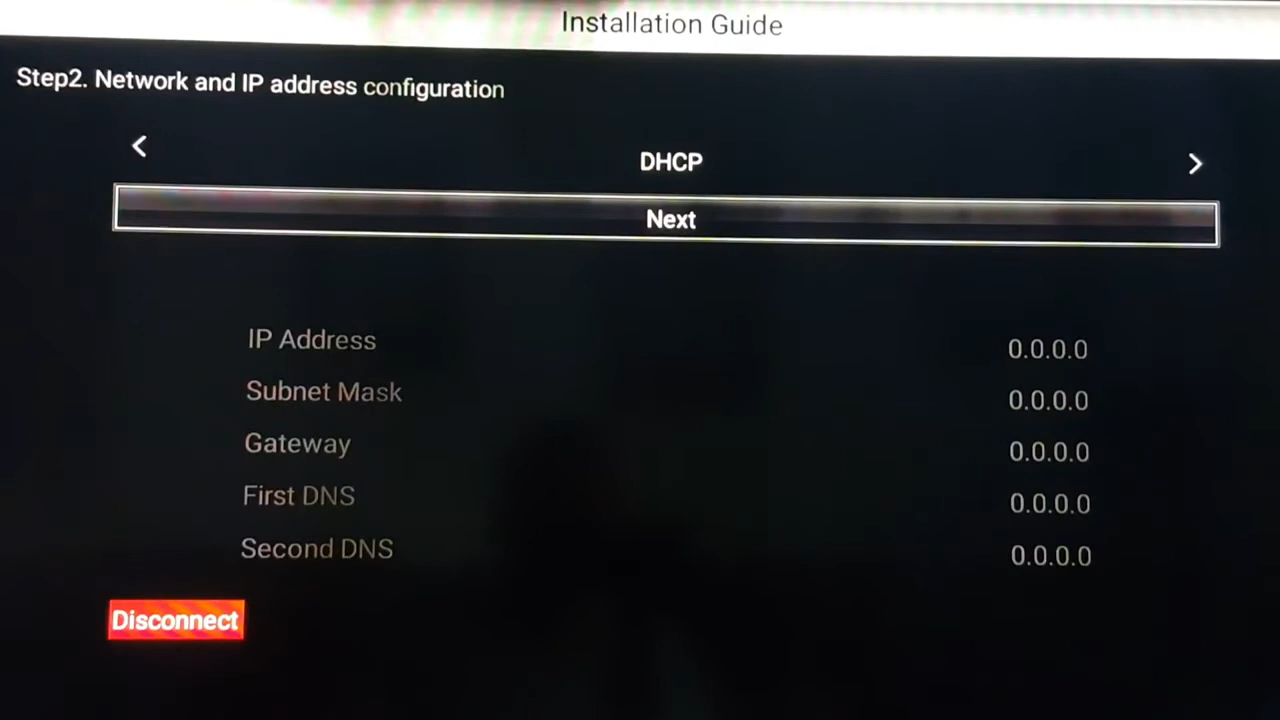 Installation Guide
Step2. Network and IP address configuration
< DHCP >
Next
IP Address 0.0.0.0
Subnet Mask 0.0.0.0
Gateway 0.0.0.0
First DNS 0.0.0.0
Second DNS 0.0.0.0
Disconnect